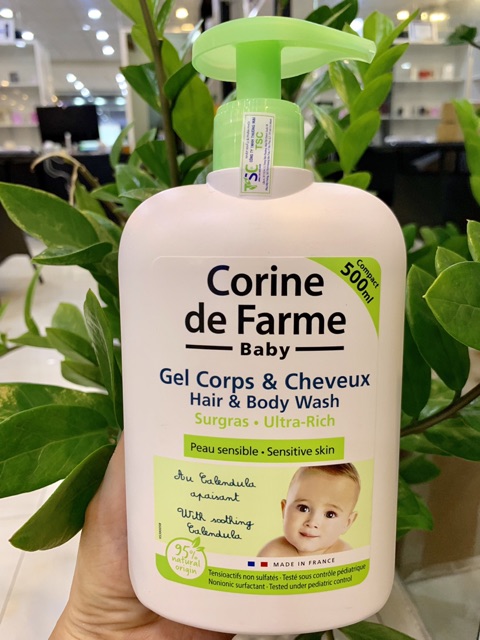 TSC
Compact
500ml
Corine
de Farme
Baby
Gel Corps & Cheveux
Hair & Body Wash
Surgras • Ultra-Rich
Peau sensible • Sensitive skin
Au Calendula
apaisant
With soothing
Calendula
95%
natural
origin
MADE IN FRANCE
Tensioactifs non sulfatés • Testé sous contrôle pédiatrique
Nonionic surfactant • Tested under pediatric control